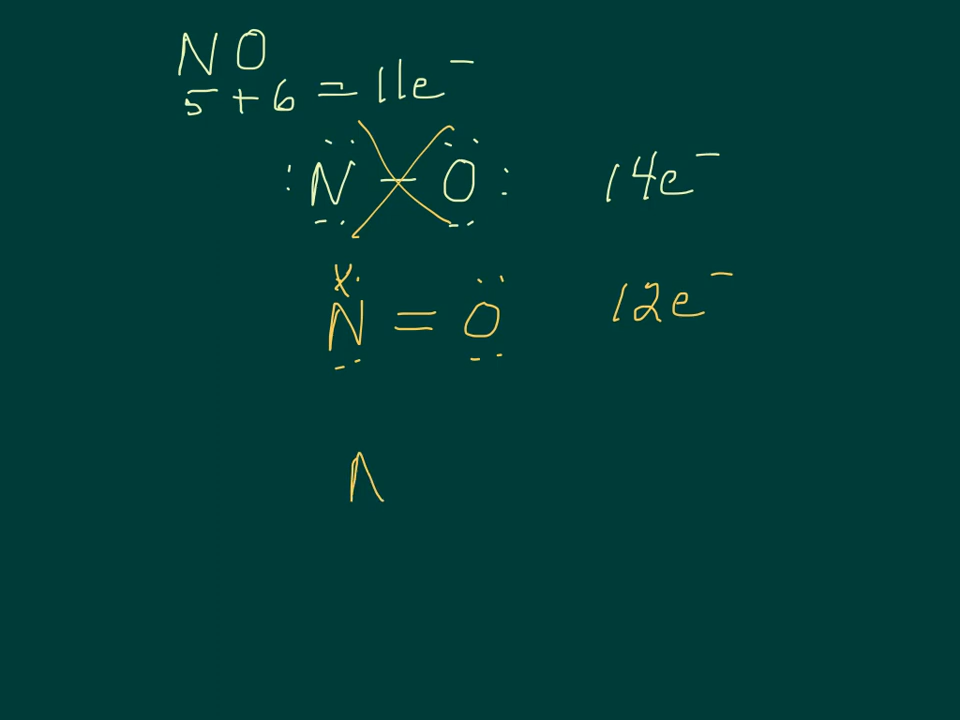 NO
5 + 6 = 11e⁻
:N̤̈ - Ö̤: 14e⁻
N̤̈ = Ö̤ 12e⁻
N